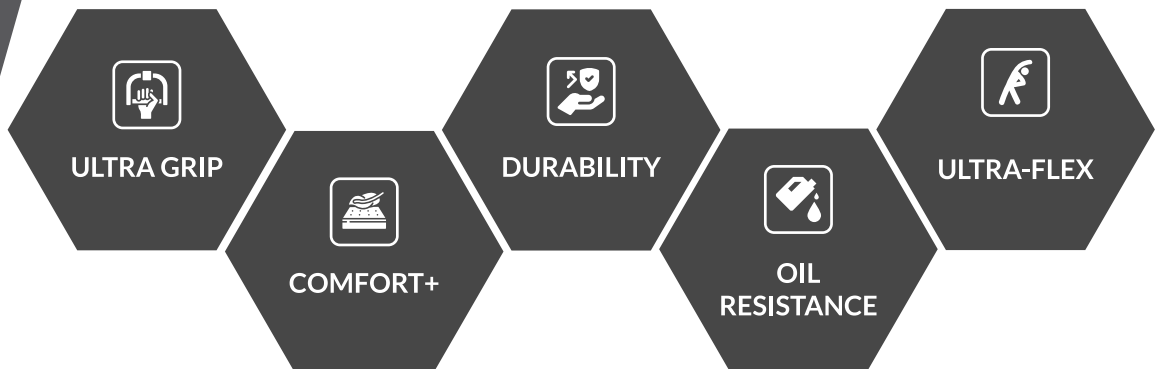 ULTRA GRIP
COMFORT+
DURABILITY
OIL
RESISTANCE
ULTRA-FLEX